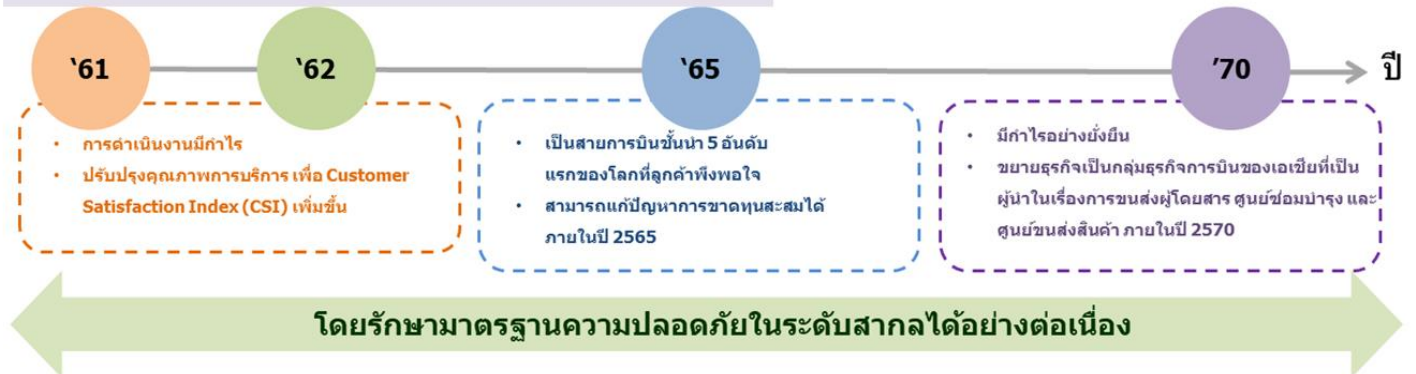 ‘61
‘62
‘65
’70
ปี
• การดำเนินงานมีกำไร
• ปรับปรุงคุณภาพการบริการ เพื่อ Customer
Satisfaction Index (CSI) เพิ่มขึ้น
• เป็นสายการบินชั้นนำ 5 อันดับ
แรกของโลกที่ลูกค้าพึงพอใจ
• สามารถแก้ปัญหาการขาดทุนสะสมได้
ภายในปี 2565
• มีกำไรอย่างยั่งยืน
• ขยายธุรกิจเป็นกลุ่มธุรกิจการบินของเอเชียที่เป็น
ผู้นำในเรื่องการขนส่งผู้โดยสาร ศูนย์ซ่อมบำรุง และ
ศูนย์ขนส่งสินค้า ภายในปี 2570
โดยรักษามาตรฐานความปลอดภัยในระดับสากลได้อย่างต่อเนื่อง